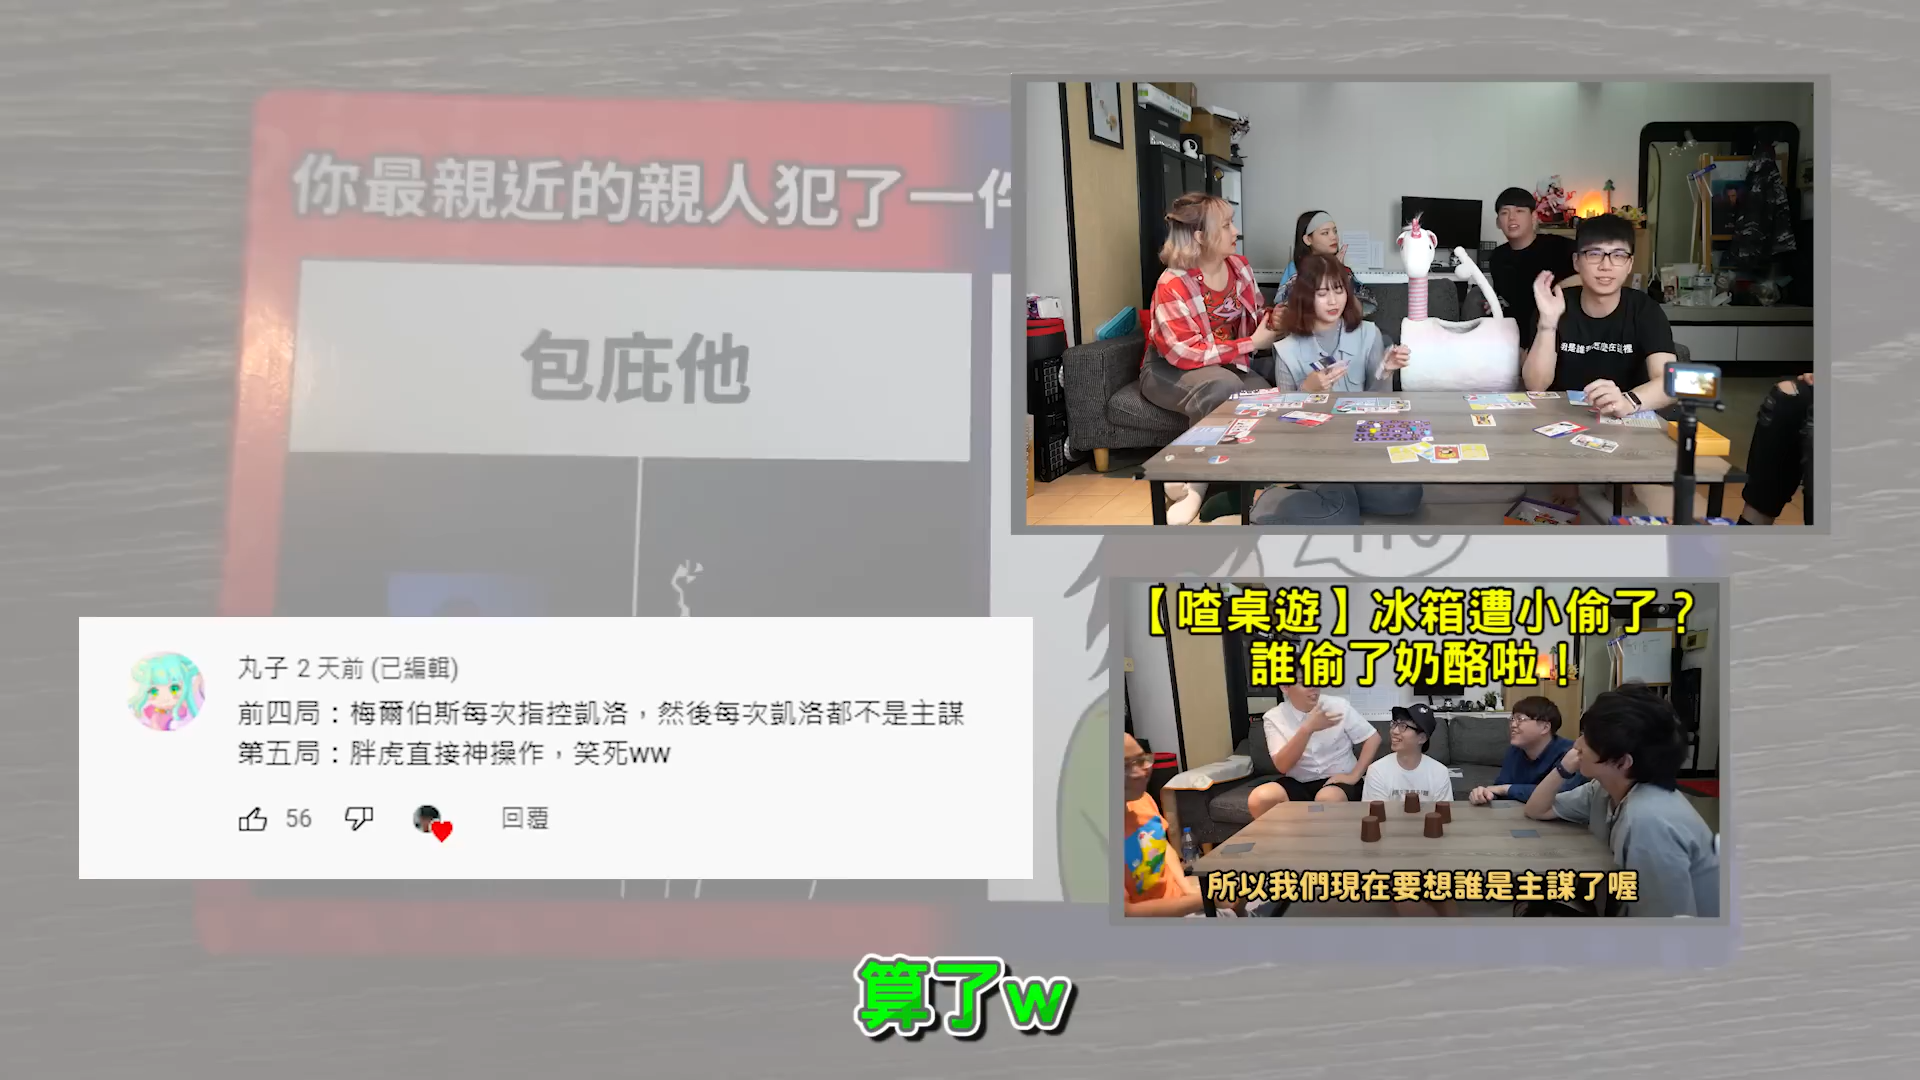 你最親近的親人犯了一件
包庇他
丸子 2 天前 (已編輯)
前四局：梅爾伯斯每次指控凱洛，然後每次凱洛都不是主謀
第五局：胖虎直接神操作，笑死ww
56
回覆
【喳桌遊】冰箱遭小偷了？
誰偷了奶酪啦！
所以我們現在要想誰是主謀了喔
算了w